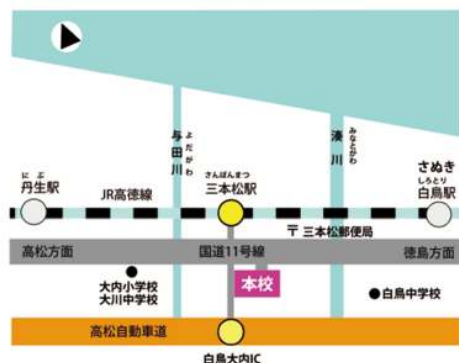 よだがわ
与田川
みなとがわ
湊川
にぶ
丹生駅
JR高徳線
さんぼんまつ
三本松駅
さぬき
しろとり
白鳥駅
〒三本松郵便局
高松方面
国道11号線
徳島方面
大内小学校
大川中学校
本校
白鳥中学校
高松自動車道
白鳥大内IC